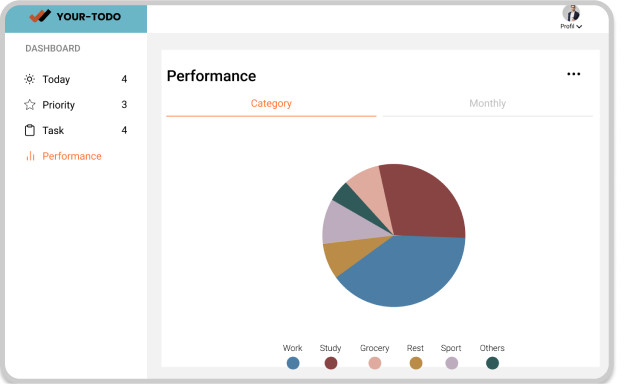 YOUR-TODO
Profil
DASHBOARD
Today 4
Priority 3
Task 4
Performance
Performance
Category Monthly
Work Study Grocery Rest Sport Others